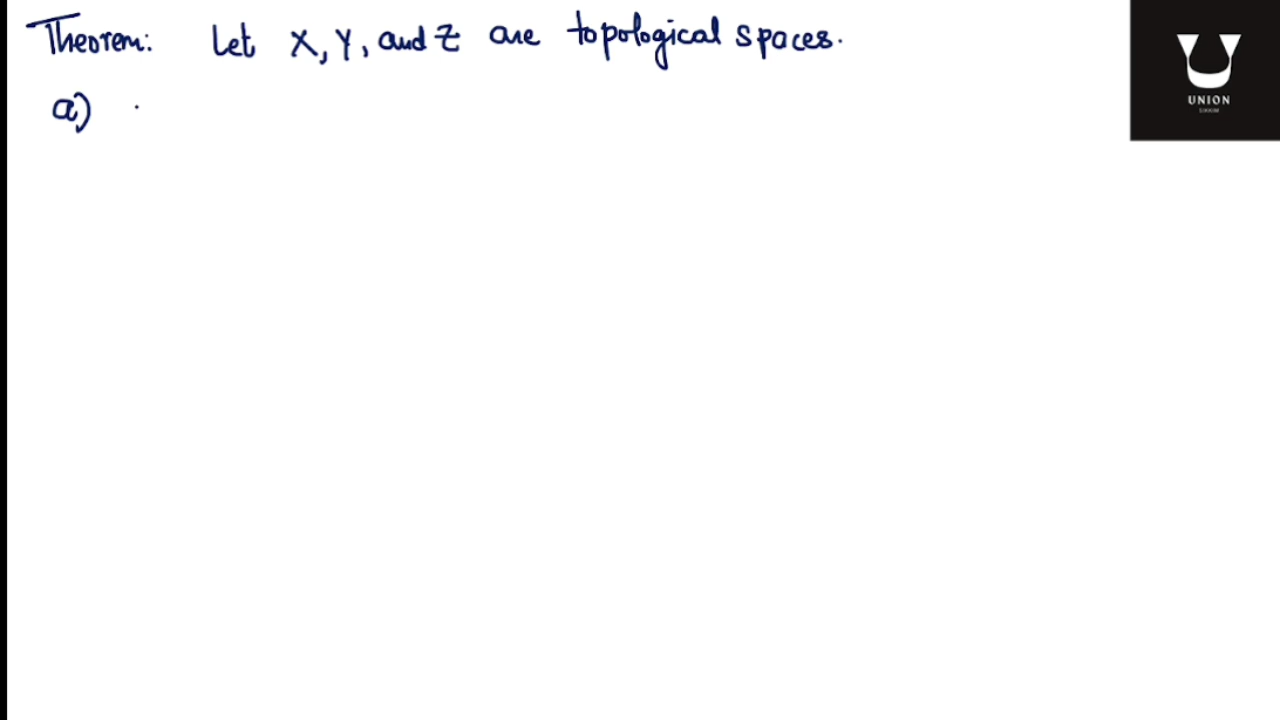 Theorem: Let X, Y, and Z are topological spaces.
a)
UNION